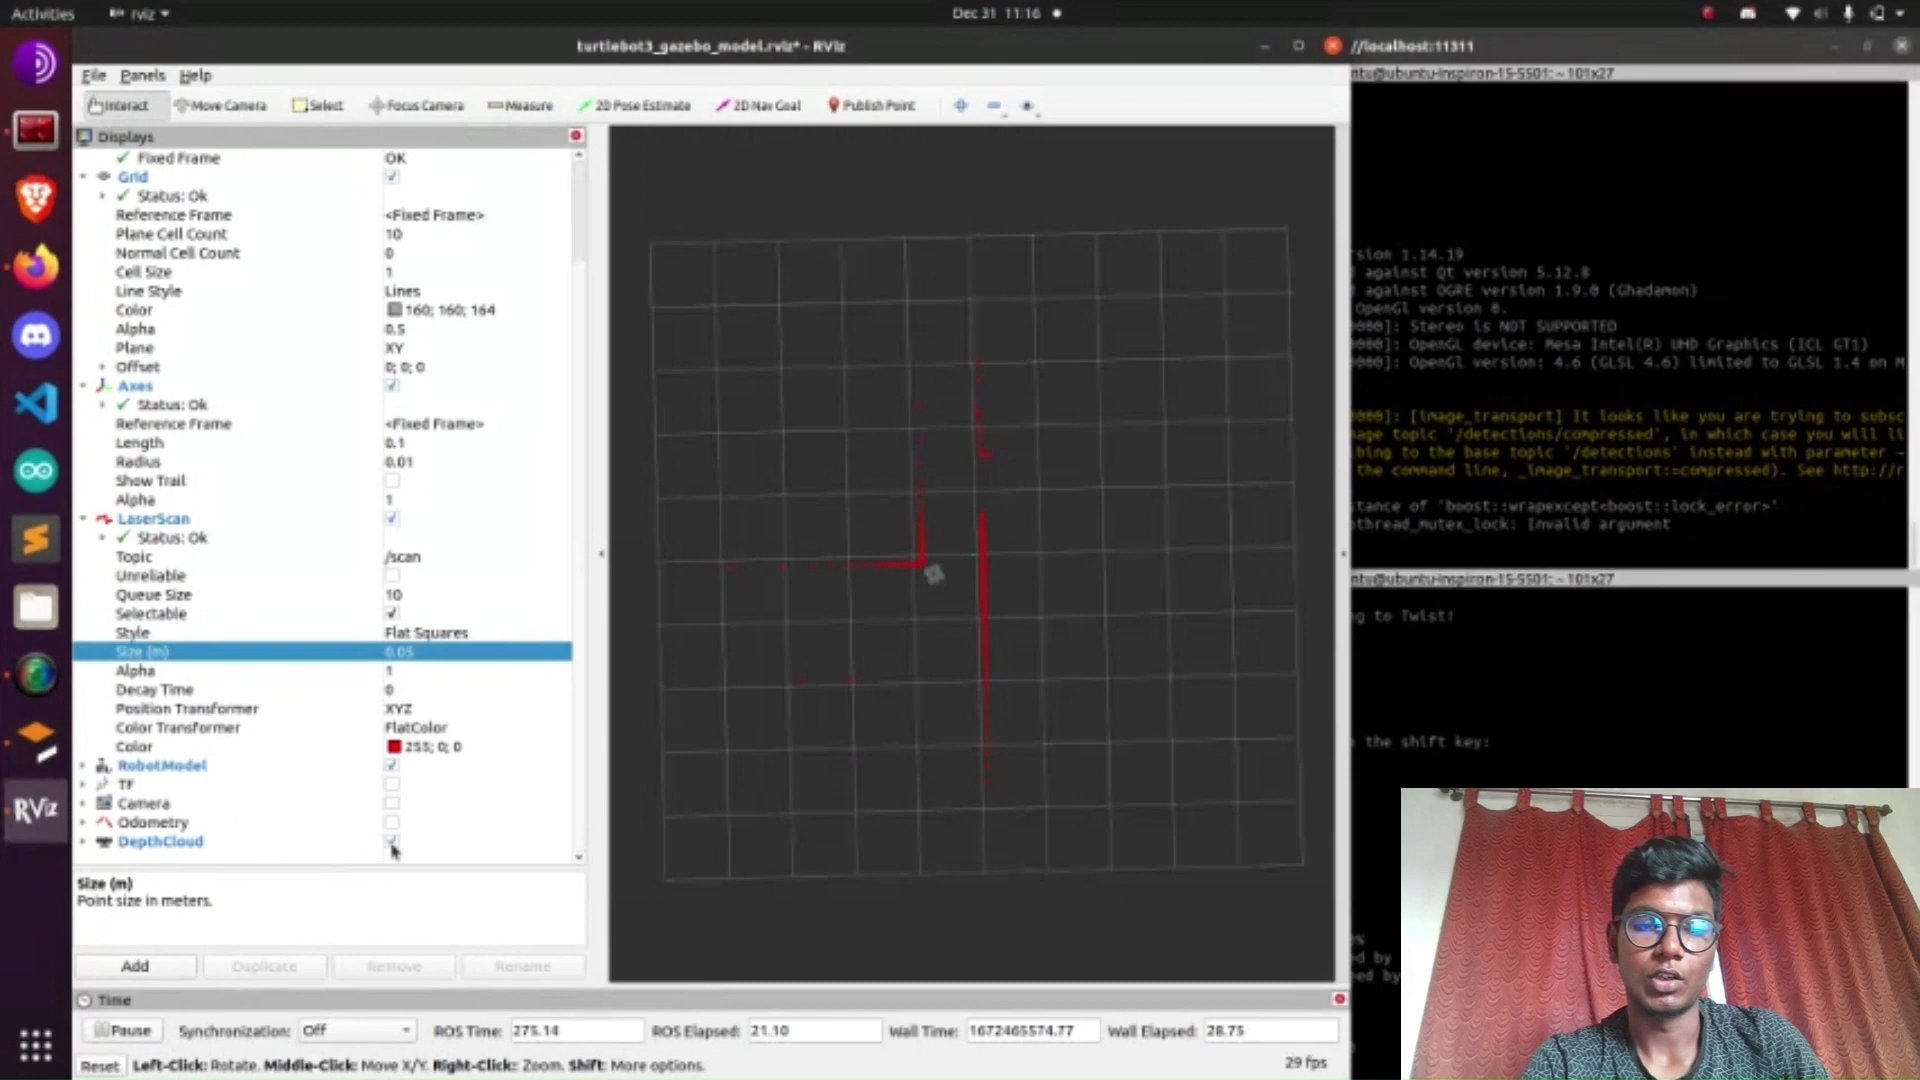 Activities
rviz
Dec 31 11:16
turtlebot3_gazebo_model.rviz* - RViz
//localhost:11311
File Panels Help
ntu@ubuntu-Inspiron-15-5501: ~ 101x27
Interact Move Camera Select Focus Camera Measure 2D Pose Estimate 2D Nav Goal Publish Point
Displays
Fixed Frame OK
Grid
Status: Ok
Reference Frame <Fixed Frame>
Plane Cell Count 10
Normal Cell Count 0
Cell Size 1
Line Style Lines
Color 160; 160; 164
Alpha 0.5
Plane XY
Offset 0; 0; 0
Axes
Status: Ok
Reference Frame <Fixed Frame>
Length 0.1
Radius 0.01
Show Trail
Alpha 1
LaserScan
Status: Ok
Topic /scan
Unreliable
Queue Size 10
Selectable
Style Flat Squares
Size (m) 0.05
Alpha 1
Decay Time 0
Position Transformer XYZ
Color Transformer FlatColor
Color 255; 0; 0
RobotModel
TF
Camera
Odometry
DepthCloud
Size (m)
Point size in meters.
Add Duplicate Remove Rename
Time
Pause Synchronization: Off ROS Time: 275.14 ROS Elapsed: 21.10 Wall Time: 1672465574.77 Wall Elapsed: 28.75
Reset Left-Click: Rotate. Middle-Click: Move X/Y. Right-Click:: Zoom. Shift: More options. 29 fps
RViz
sion 1.14.19
against Qt version 5.12.8
against OGRE version 1.9.0 (Ghadamon)
OpenGl version 0.
0000]: Stereo is NOT SUPPORTED
0000]: OpenGL device: Mesa Intel(R) UHD Graphics (ICL GT1)
0000]: OpenGl version: 4.6 (GLSL 4.6) limited to GLSL 1.4 on M
0000]: [image_transport] It looks like you are trying to subsc
age topic '/detections/compressed', in which case you will li
bing to the base topic '/detections' instead with parameter
the command line, _image_transport:=compressed). See http://r
stance of 'boost::wrapexcept<boost::lock_error>'
thread_mutex_lock: Invalid argument
ntu@ubuntu-Inspiron-15-5501: ~ 101x27
g to Twist!
the shift key:
%
d by
ed by